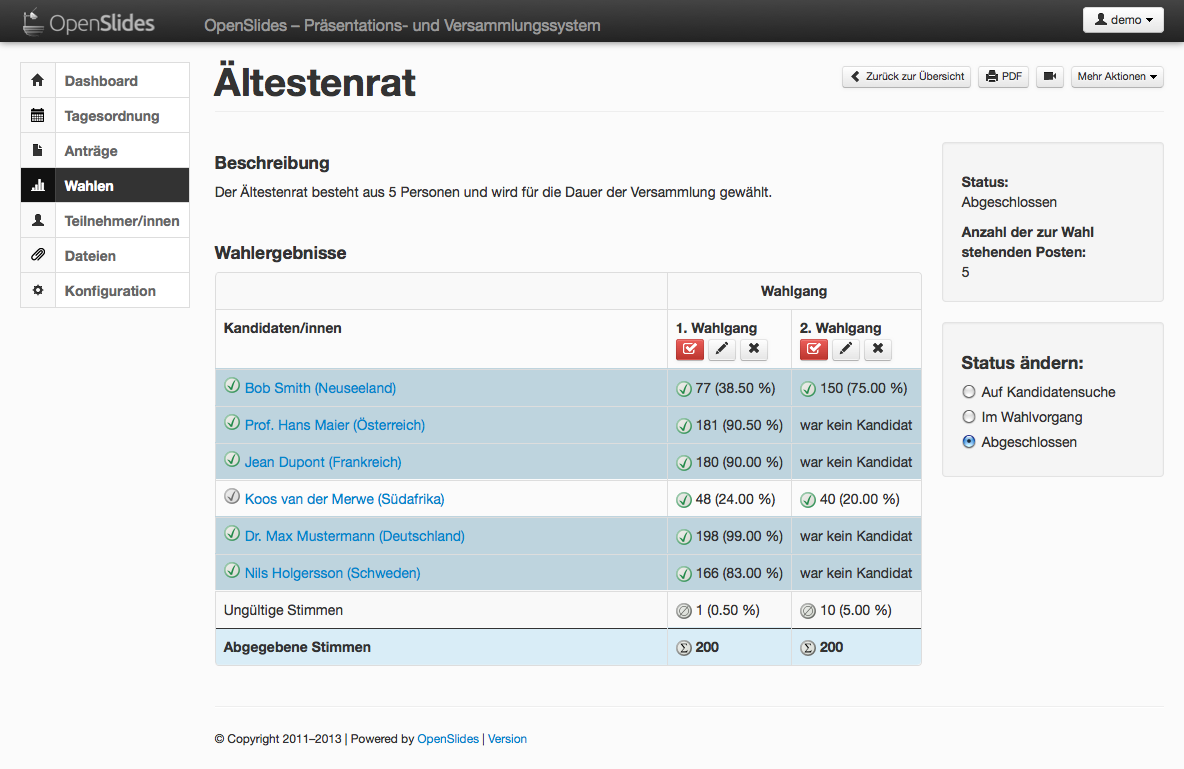 OpenSlides
OpenSlides – Präsentations- und Versammlungssystem
demo
Dashboard
Tagesordnung
Anträge
Wahlen
Teilnehmer/innen
Dateien
Konfiguration
Ältestenrat
Zurück zur Übersicht
PDF
Mehr Aktionen
Beschreibung
Der Ältestenrat besteht aus 5 Personen und wird für die Dauer der Versammlung gewählt.
Wahlergebnisse
Wahlgang
Kandidaten/innen 1. Wahlgang 2. Wahlgang
Bob Smith (Neuseeland) 77 (38.50 %) 150 (75.00 %)
Prof. Hans Maier (Österreich) 181 (90.50 %) war kein Kandidat
Jean Dupont (Frankreich) 180 (90.00 %) war kein Kandidat
Koos van der Merwe (Südafrika) 48 (24.00 %) 40 (20.00 %)
Dr. Max Mustermann (Deutschland) 198 (99.00 %) war kein Kandidat
Nils Holgersson (Schweden) 166 (83.00 %) war kein Kandidat
Ungültige Stimmen 1 (0.50 %) 10 (5.00 %)
Abgegebene Stimmen Σ 200 Σ 200
Status:
Abgeschlossen
Anzahl der zur Wahl
stehenden Posten:
5
Status ändern:
Auf Kandidatensuche
Im Wahlvorgang
Abgeschlossen
© Copyright 2011–2013 | Powered by OpenSlides | Version